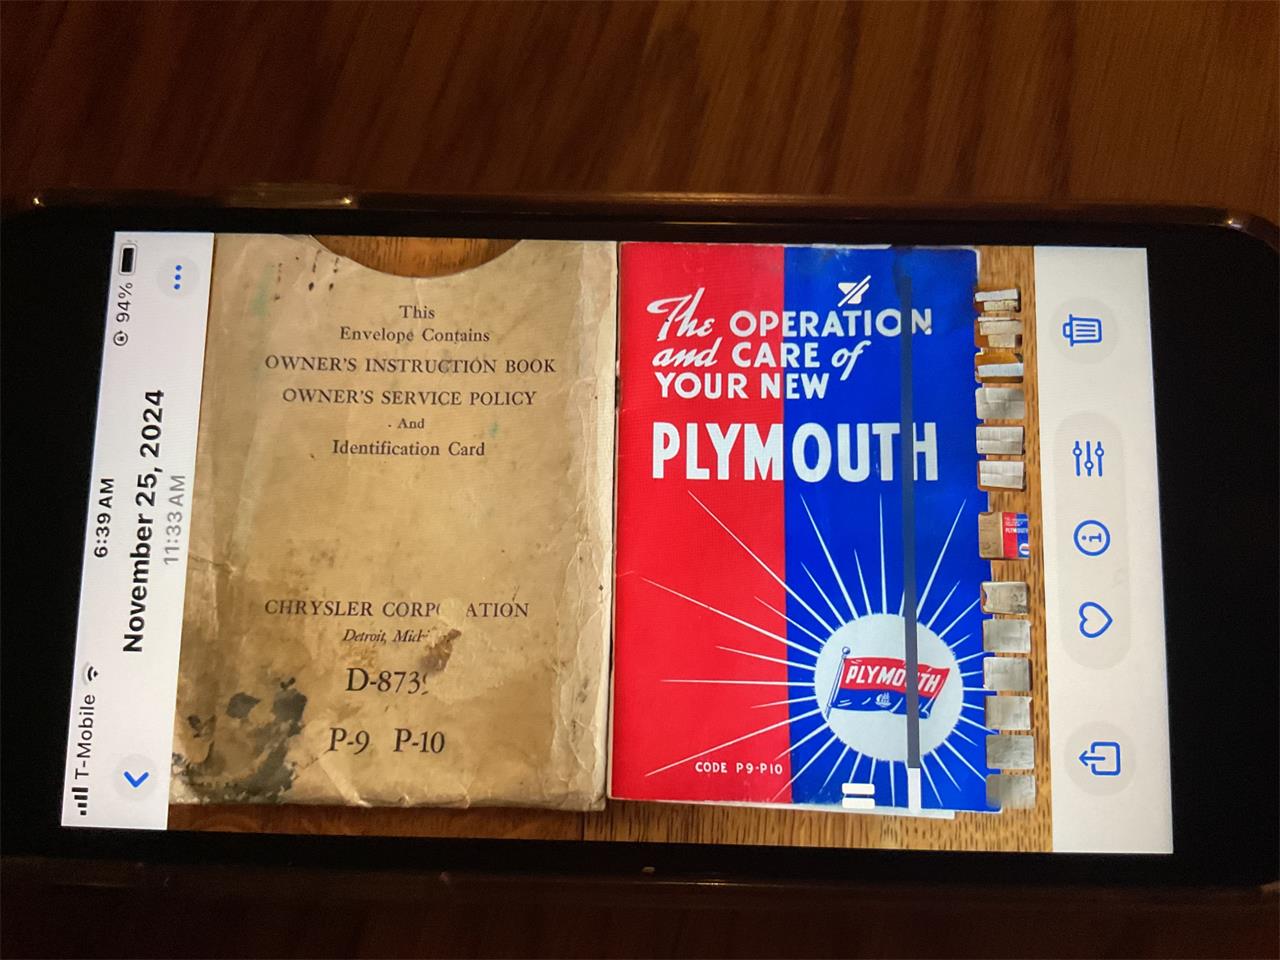 6:39 AM
T-Mobile
94%
November 25, 2024
11:33 AM
This
Envelope Contains
OWNER'S INSTRUCTION BOOK
OWNER'S SERVICE POLICY
And
Identification Card
CHRYSLER CORP ATION
Detroit, Mich
D-873
P-9 P-10
The OPERATION
and CARE of
YOUR NEW
PLYMOUTH
PLYMOUTH
CODE P9-P10